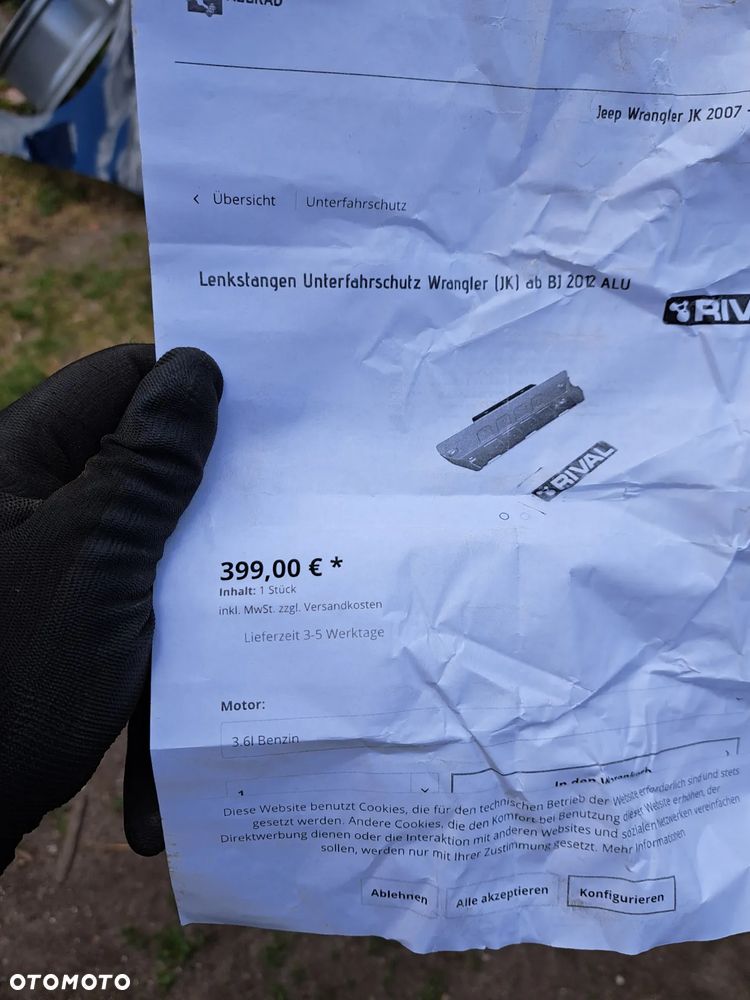 Jeep Wrangler JK 2007 -
‹ Übersicht Unterfahrschutz
Lenkstangen Unterfahrschutz Wrangler (JK) ab BJ 2012 ALU
RIVAL
399,00 € *
Inhalt: 1 Stück
inkl. MwSt. zzgl. Versandkosten
Lieferzeit 3-5 Werktage
Motor:
3.6l Benzin
1
In den Warenkorb
Diese Website benutzt Cookies, die für den technischen Betrieb der Website erforderlich sind und stets
gesetzt werden. Andere Cookies, die den Komfort bei Benutzung dieser Website erhöhen, der
Direktwerbung dienen oder die Interaktion mit anderen Websites und sozialen Netzwerken vereinfachen
sollen, werden nur mit Ihrer Zustimmung gesetzt. Mehr Informationen
Ablehnen Alle akzeptieren Konfigurieren
OTOMOTO